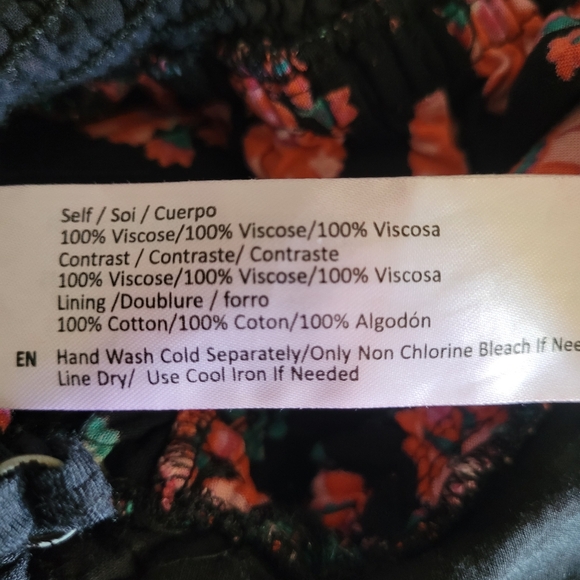 Self / Soi / Cuerpo
100% Viscose/100% Viscose/100% Viscosa
Contrast / Contraste/ Contraste
100% Viscose/100% Viscose/100% Viscosa
Lining /Doublure / forro
100% Cotton/100% Coton/100% Algodón
EN Hand Wash Cold Separately/Only Non Chlorine Bleach If Nee
Line Dry/ Use Cool Iron If Needed